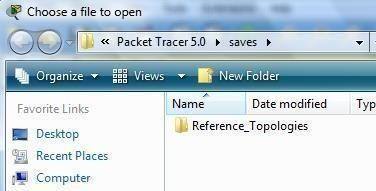 Choose a file to open
« Packet Tracer 5.0 ▸ saves ▸
Organize ▾ Views ▾ New Folder
Favorite Links
Desktop
Recent Places
Computer
Name Date modified Ty
Reference_Topologies